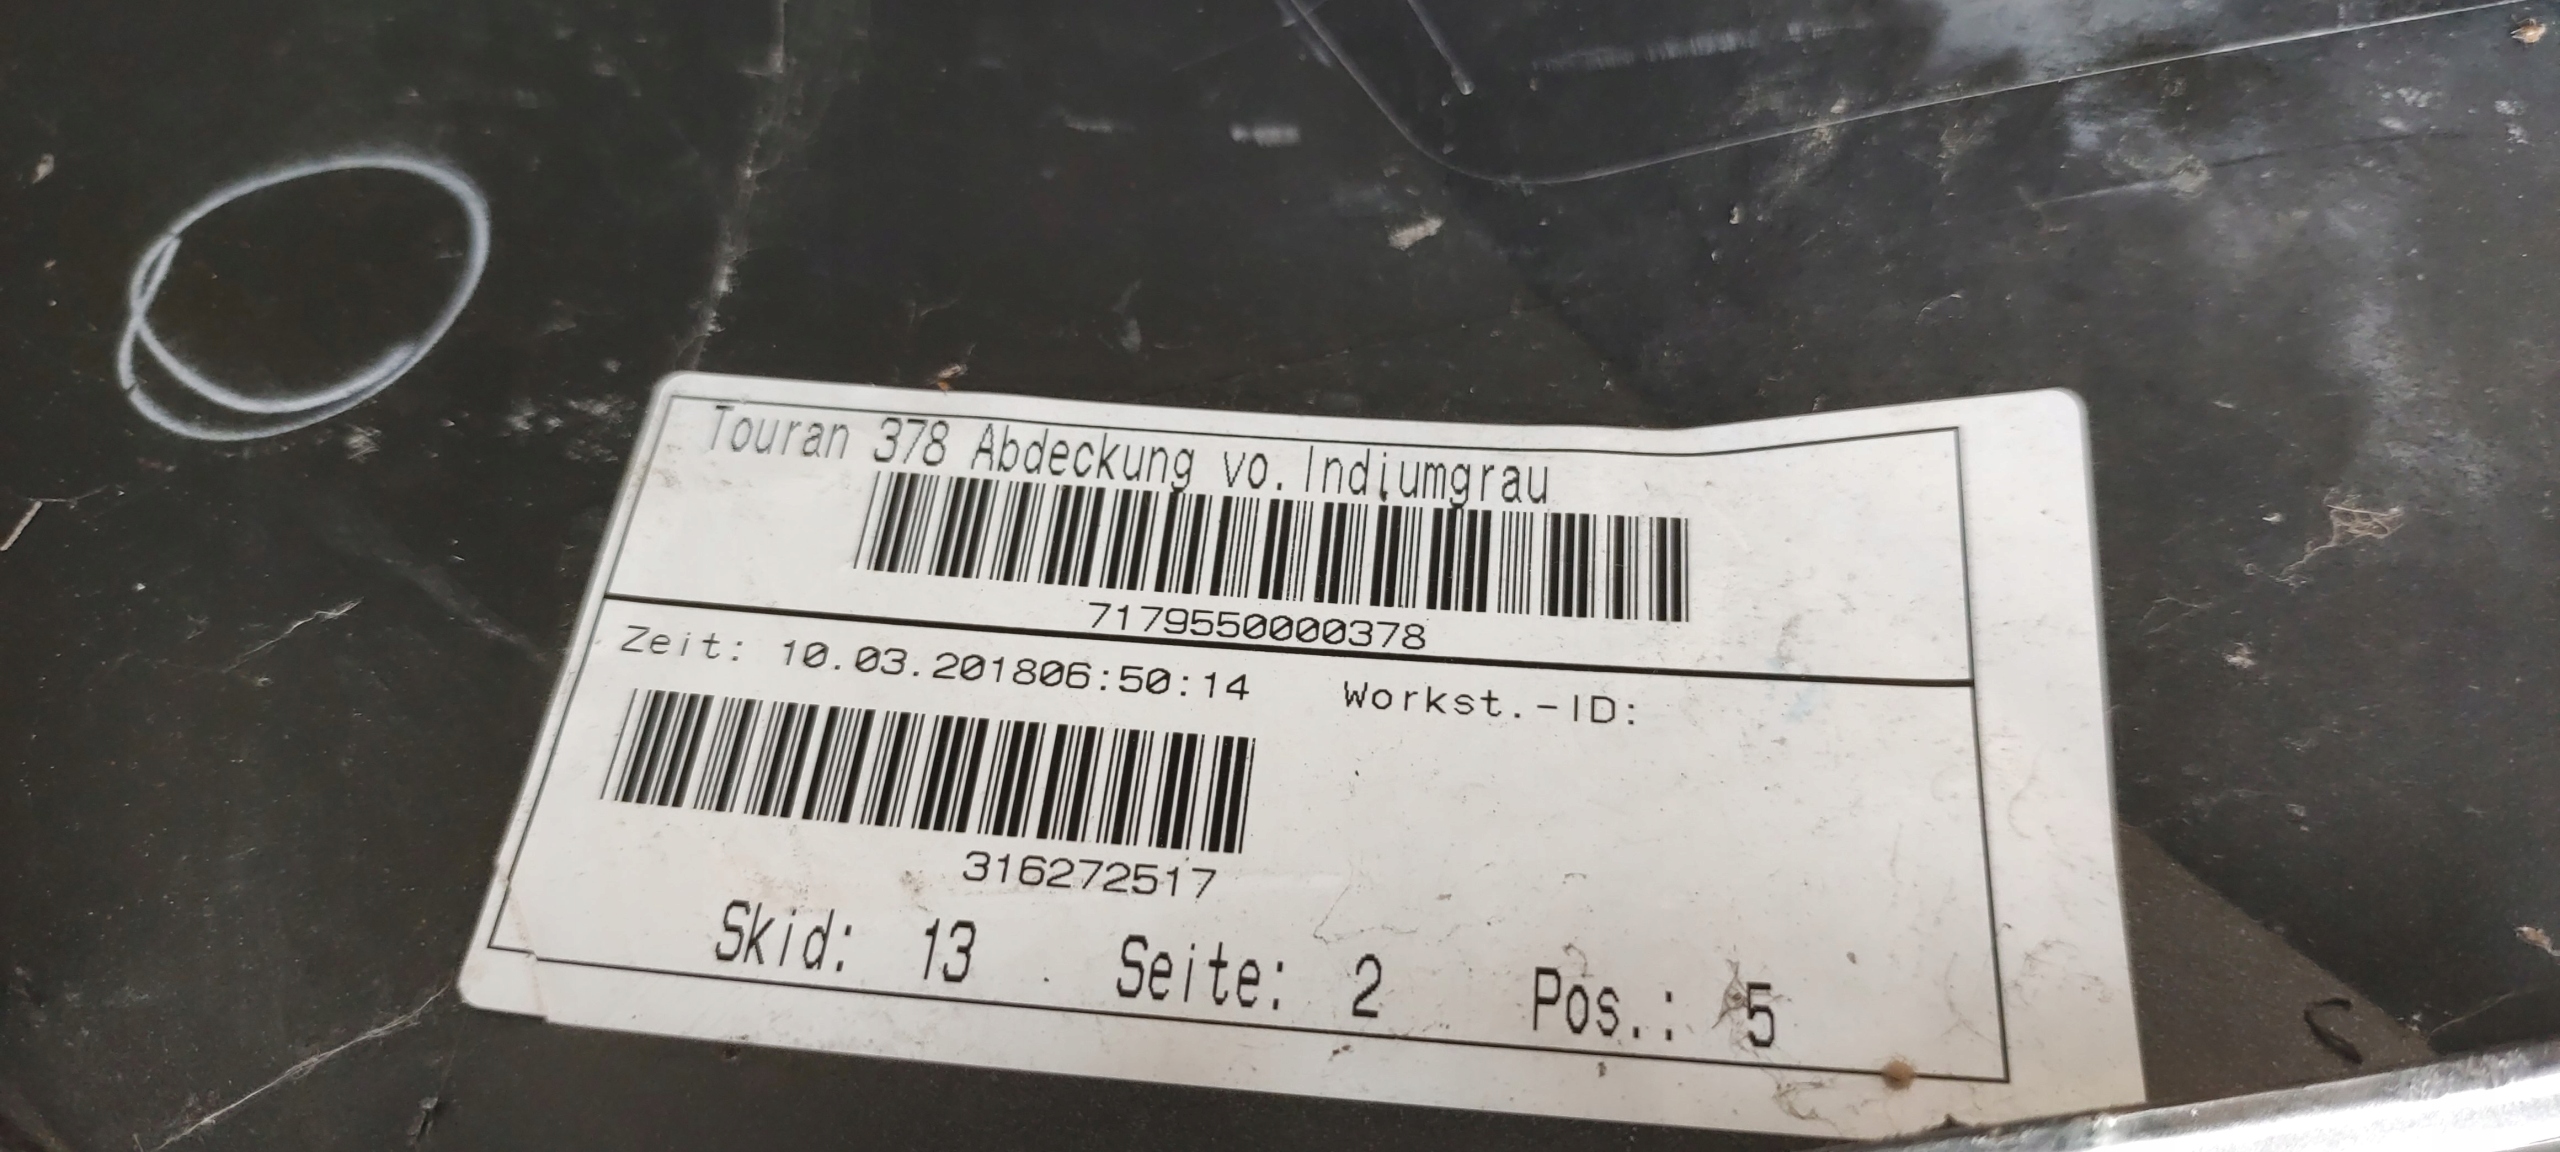 Touran 378 Abdeckung vo.Indiumgrau
7179550000378
Zeit: 10.03.201806:50:14 Workst.-ID:
316272517
Skid: 13 Seite: 2 Pos.: 5